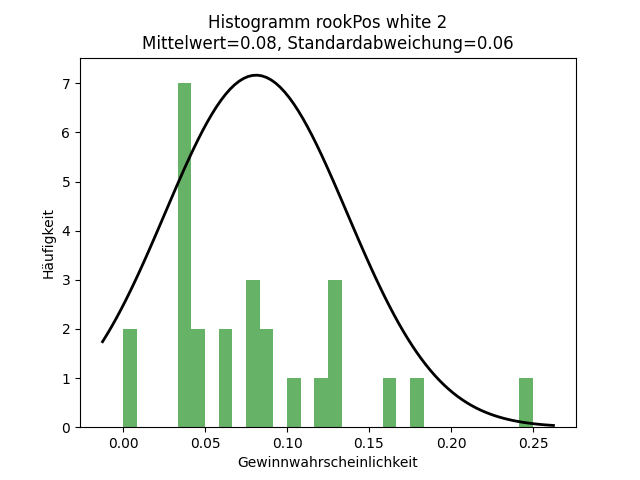 Histogramm rookPos white 2
Mittelwert=0.08, Standardabweichung=0.06
7
6
5
4
3
2
1
0
Häufigkeit
0.00 0.05 0.10 0.15 0.20 0.25
Gewinnwahrscheinlichkeit